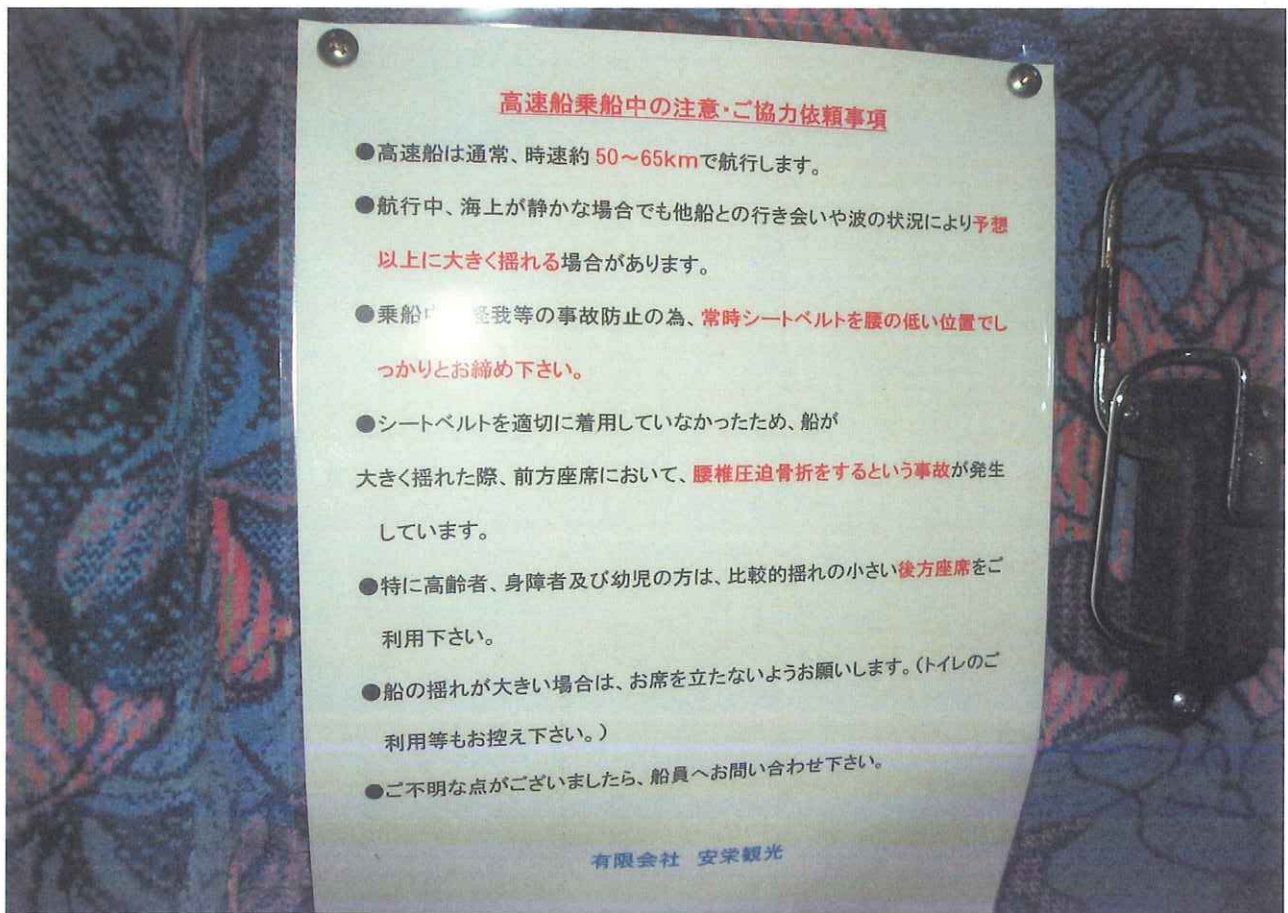 高速船乗船中の注意・ご協力依頼事項
●高速船は通常、時速約 50～65kmで航行します。
●航行中、海上が静かな場合でも他船との行き会いや波の状況により予想
以上に大きく揺れる場合があります。
●乗船中 我等の事故防止の為、常時シートベルトを腰の低い位置でし
っかりとお締め下さい。
●シートベルトを適切に着用していなかったため、船が
大きく揺れた際、前方座席において、腰椎圧迫骨折をするという事故が発生
しています。
●特に高齢者、身障者及び幼児の方は、比較的揺れの小さい後方座席をご
利用下さい。
●船の揺れが大きい場合は、お席を立たないようお願いします。（トイレのご
利用等もお控え下さい。）
●ご不明な点がございましたら、船員へお問い合わせ下さい。
有限会社 安栄観光